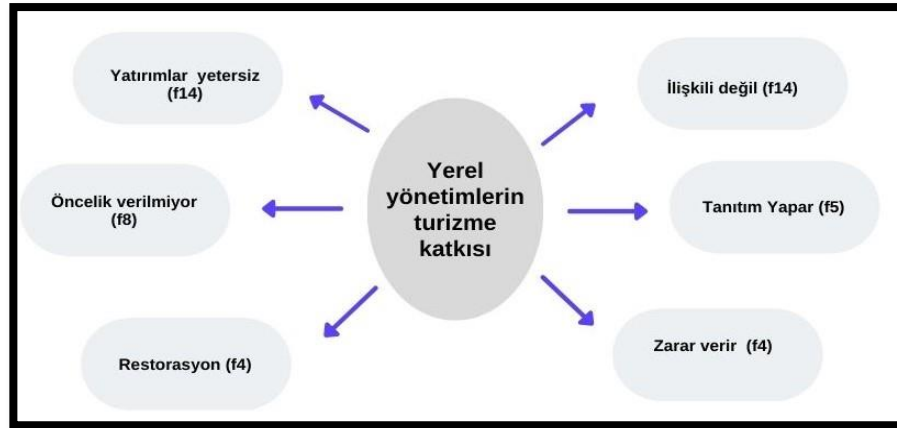 Yatırımlar yetersiz
(f14)
İlişkili değil (f14)
Yerel
yönetimlerin
turizme
katkısı
Öncelik verilmiyor
(f8)
Tanıtım Yapar (f5)
Restorasyon (f4)
Zarar verir (f4)